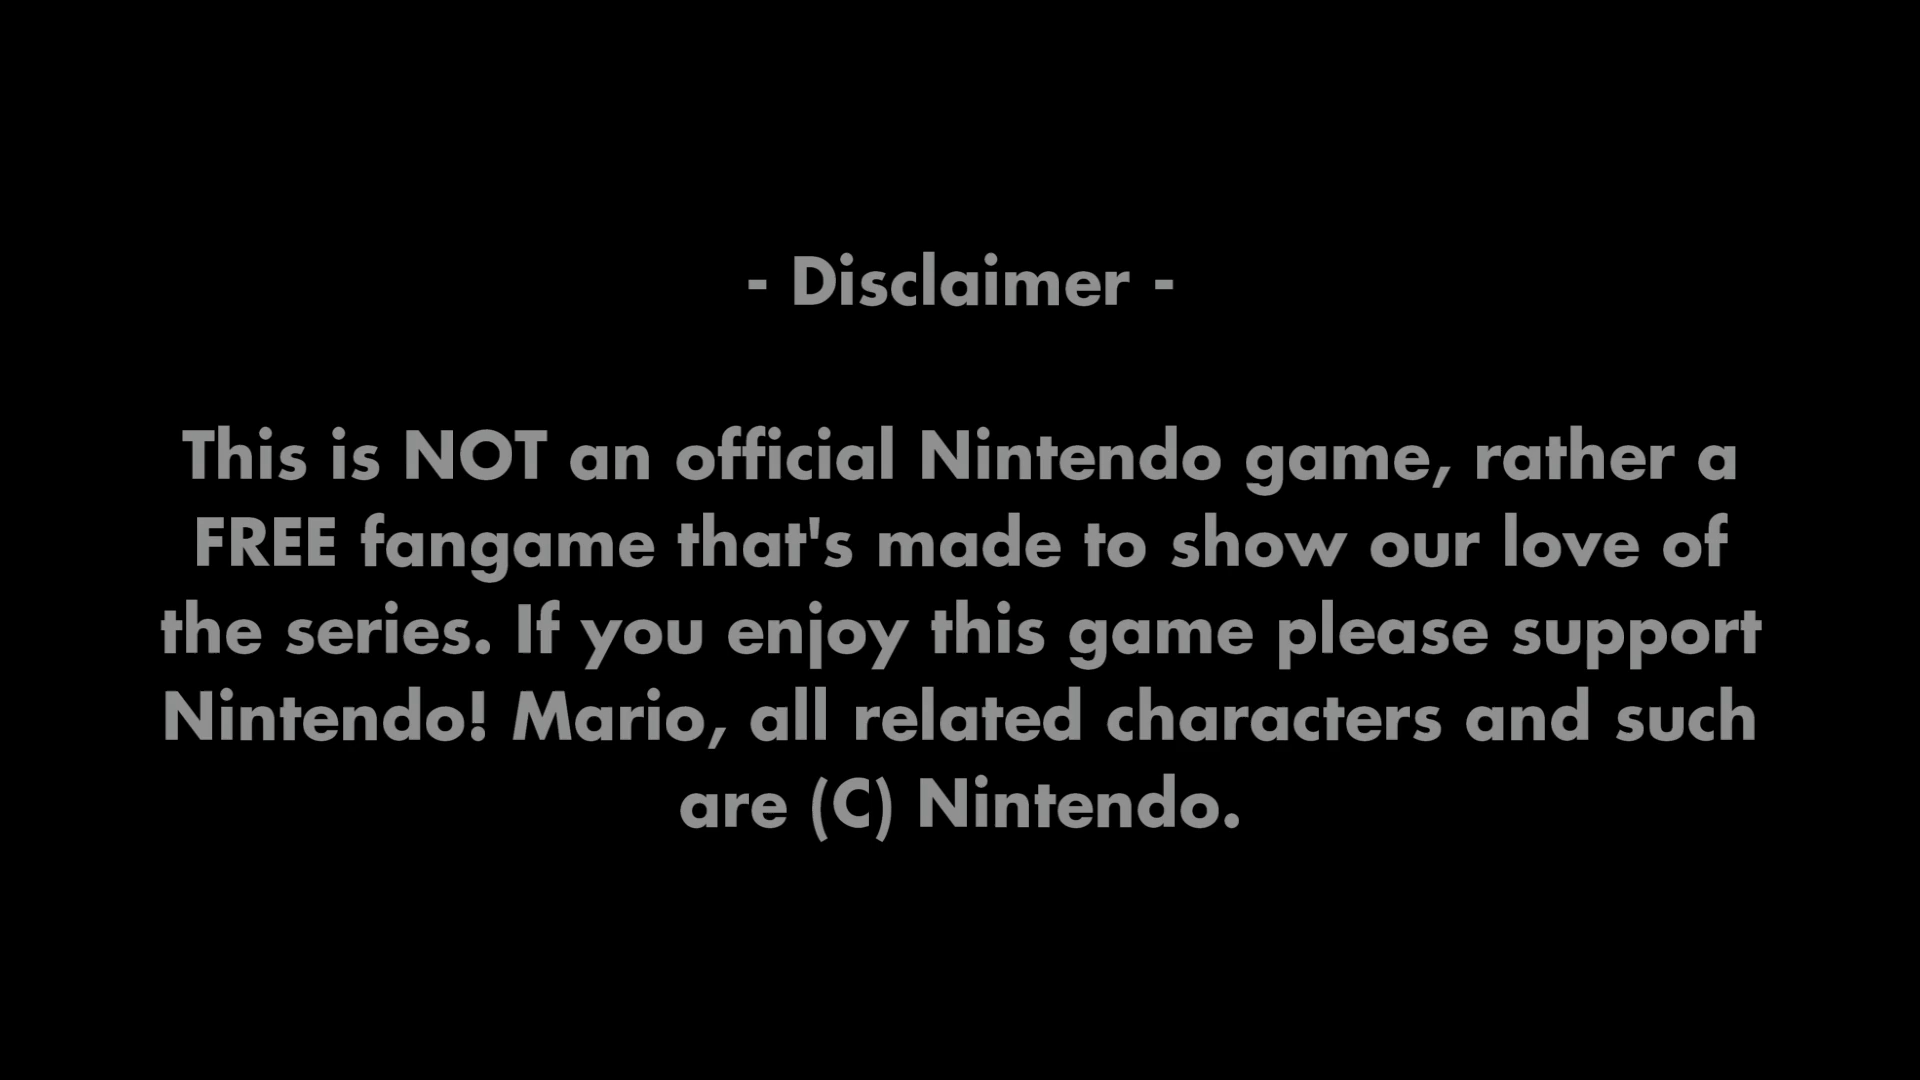 - Disclaimer -
This is NOT an official Nintendo game, rather a
FREE fangame that's made to show our love of
the series. If you enjoy this game please support
Nintendo! Mario, all related characters and such
are (C) Nintendo.